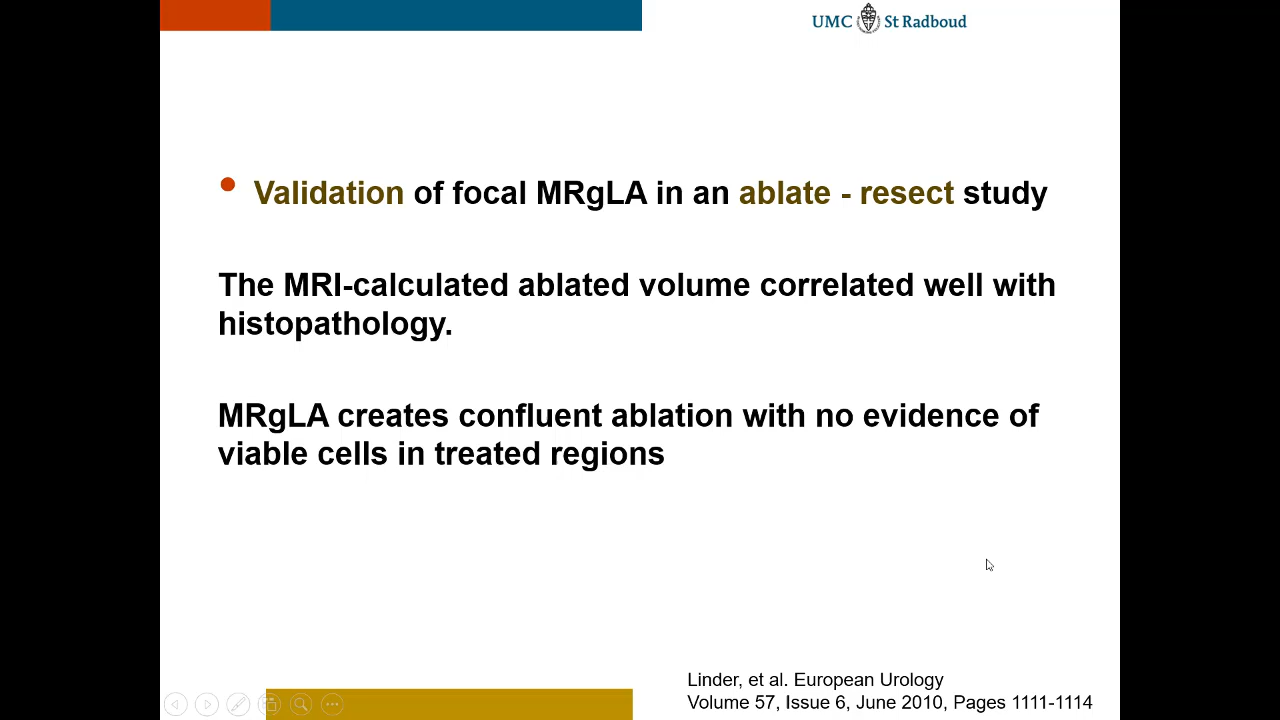 UMC St Radboud
• Validation of focal MRgLA in an ablate - resect study
The MRI-calculated ablated volume correlated well with
histopathology.
MRgLA creates confluent ablation with no evidence of
viable cells in treated regions
Linder, et al. European Urology
Volume 57, Issue 6, June 2010, Pages 1111-1114